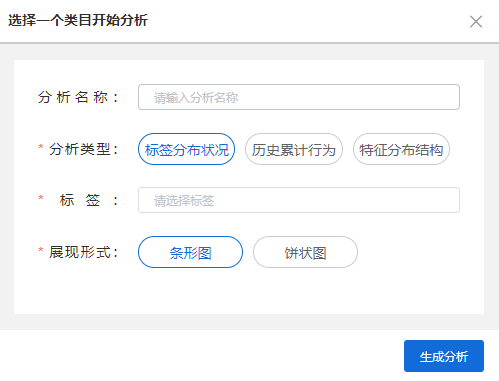 选择一个类目开始分析
分析名称： 请输入分析名称
* 分析类型： 标签分布状况 历史累计行为 特征分布结构
* 标签： 请选择标签
* 展现形式： 条形图 饼状图
生成分析